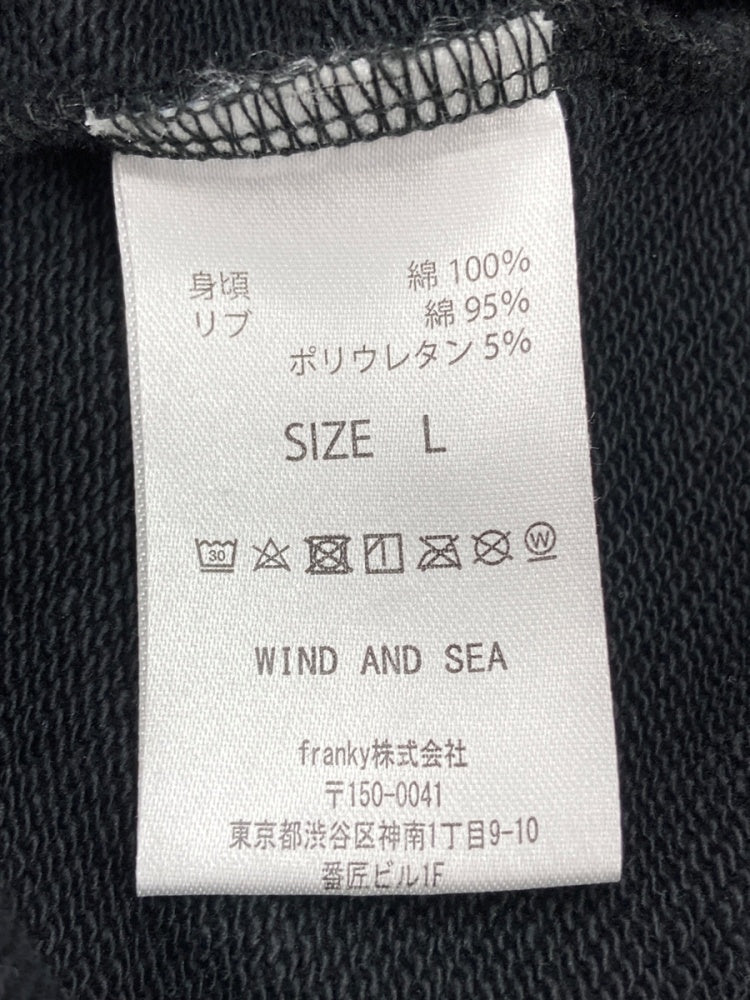 身頃 綿 100%
リブ 綿 95%
ポリウレタン 5%
SIZE L
30 W
WIND AND SEA
franky株式会社
〒150-0041
東京都渋谷区神南1丁目9-10
番匠ビル1F